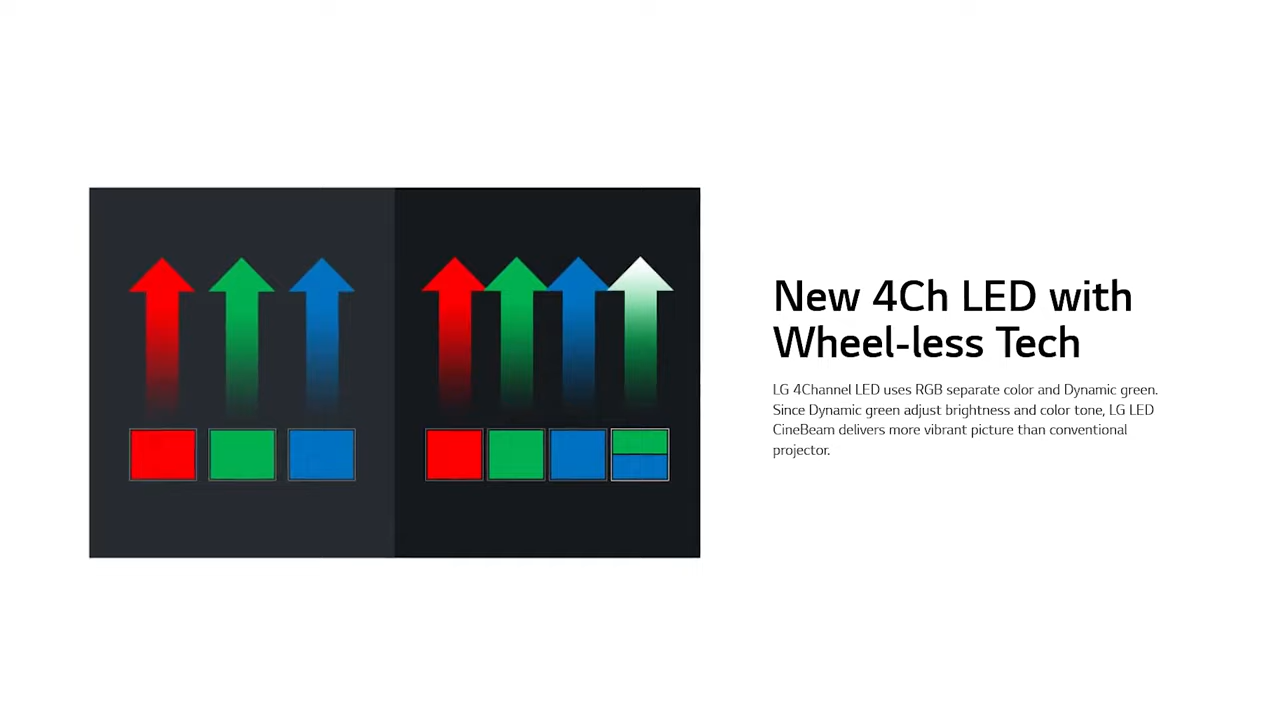 New 4Ch LED with
Wheel-less Tech
LG 4Channel LED uses RGB separate color and Dynamic green.
Since Dynamic green adjust brightness and color tone, LG LED
CineBeam delivers more vibrant picture than conventional
projector.